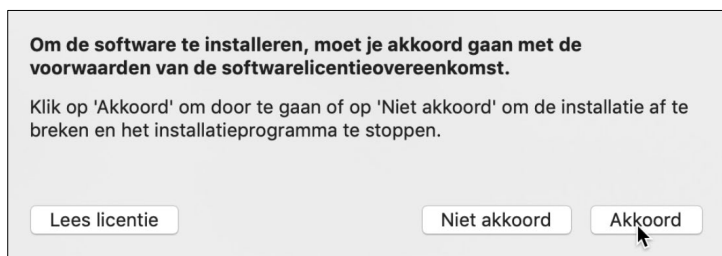 Om de software te installeren, moet je akkoord gaan met de
voorwaarden van de softwarelicentieovereenkomst.
Klik op 'Akkoord' om door te gaan of op 'Niet akkoord' om de installatie af te
breken en het installatieprogramma te stoppen.
Lees licentie Niet akkoord Akkoord